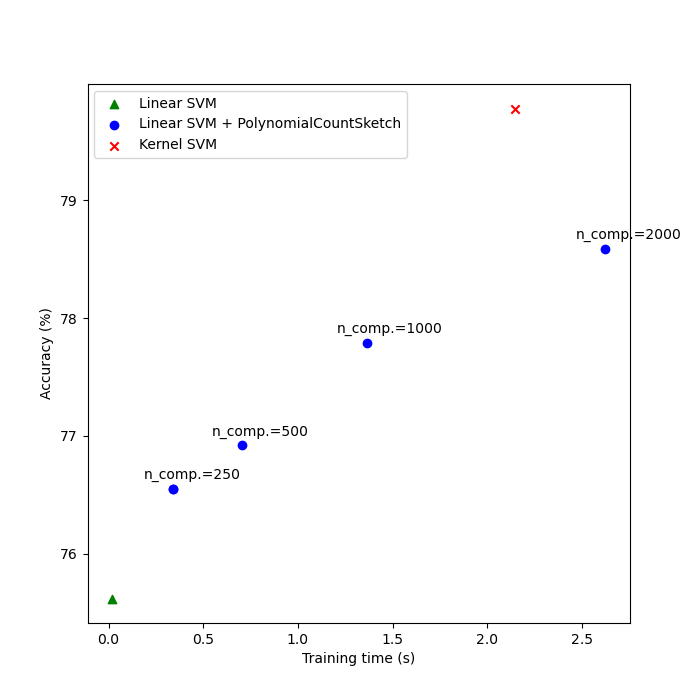 Linear SVM
Linear SVM + PolynomialCountSketch
Kernel SVM
79
n_comp.=2000
78
n_comp.=1000
77
n_comp.=500
n_comp.=250
76
Accuracy (%)
0.0 0.5 1.0 1.5 2.0 2.5
Training time (s)